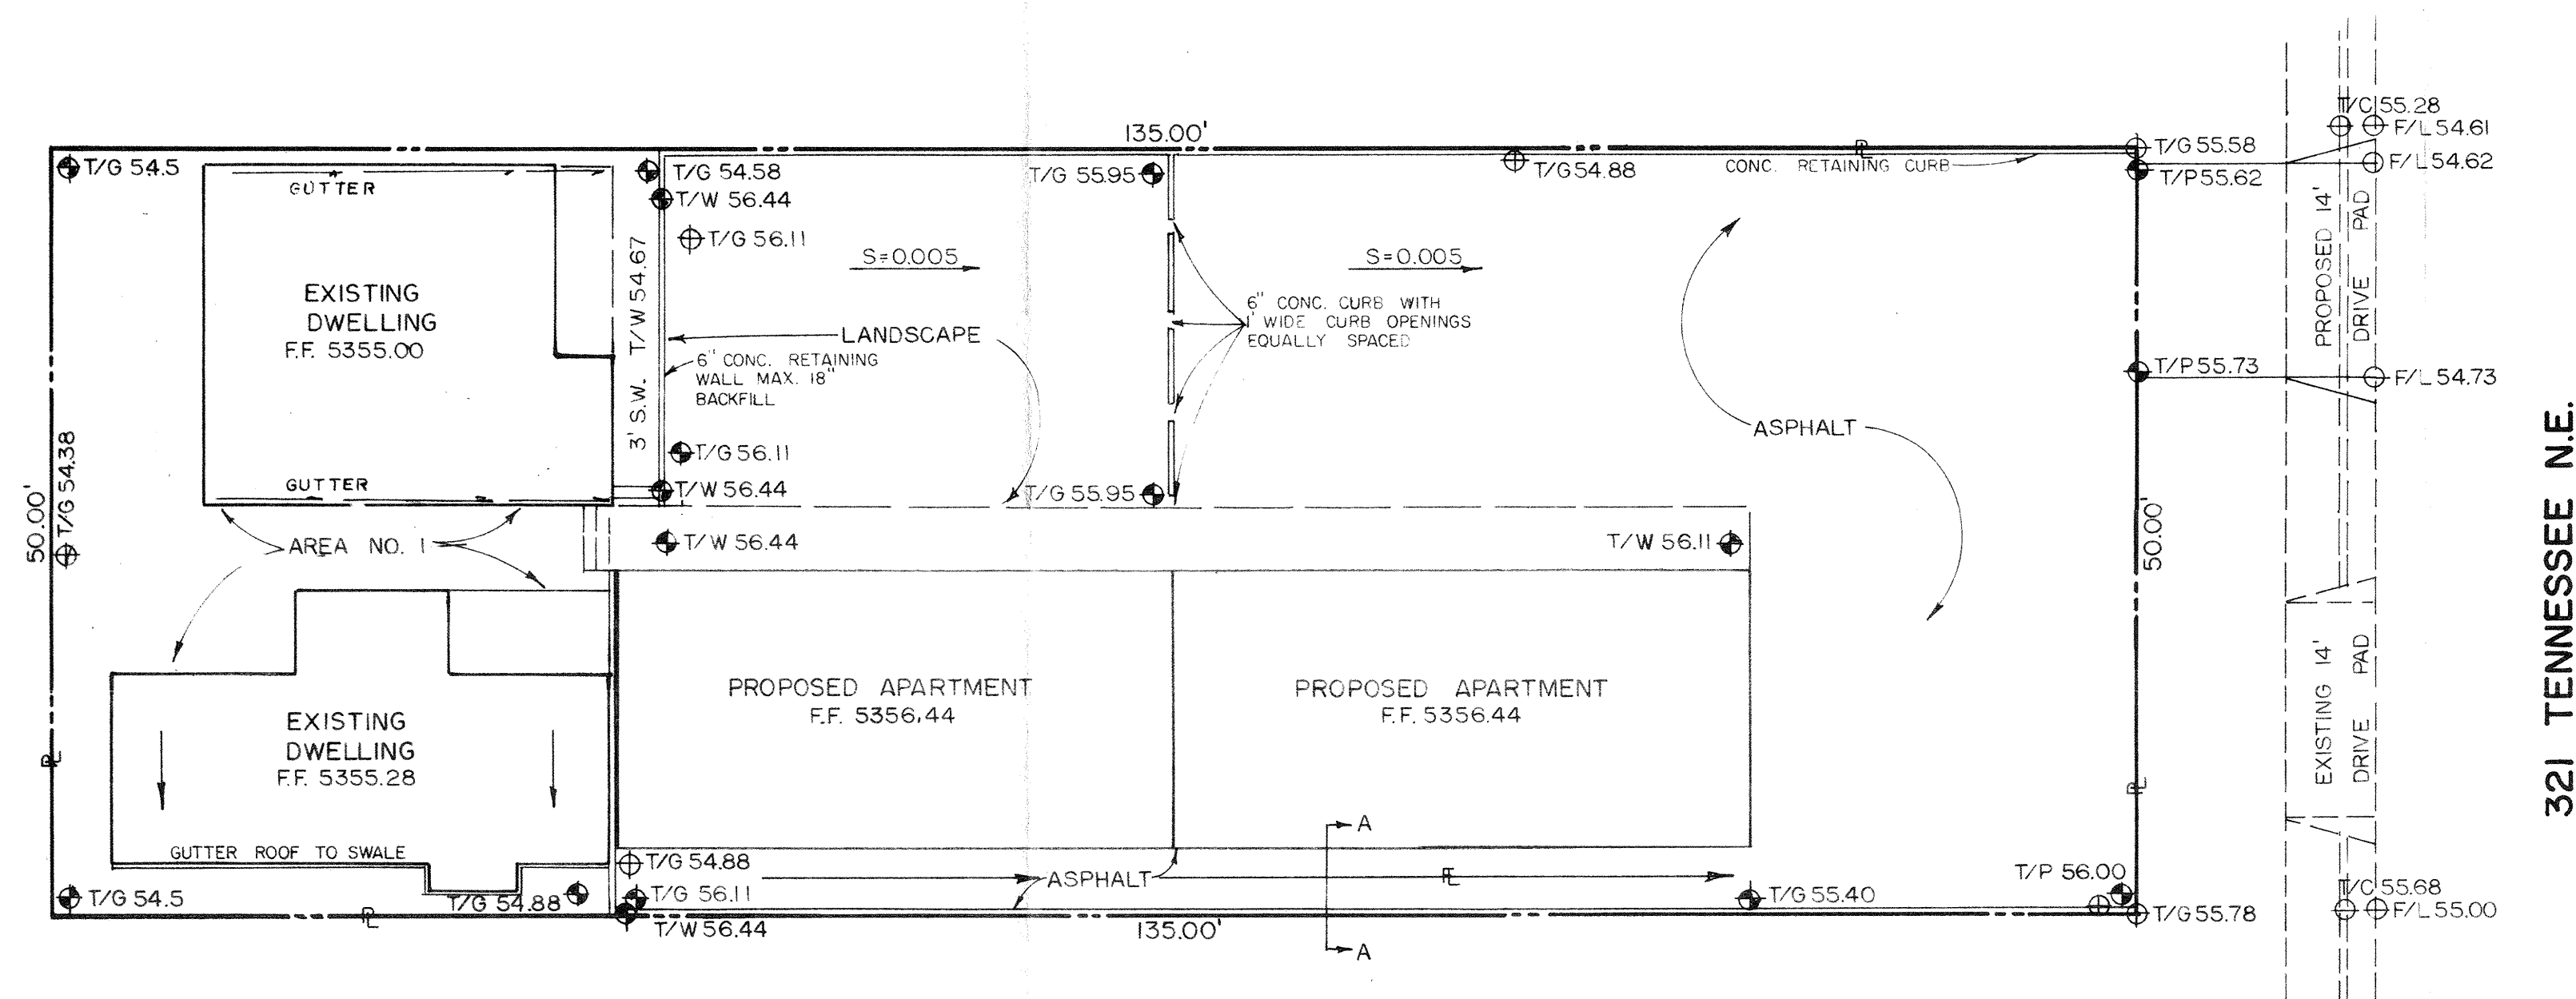 T/C 55.28
F/L 54.61
135.00'
T/G 55.58
F/L 54.62
T/P 55.62
T/G 54.5
GUTTER
T/G 54.58
T/W 56.44
T/G 56.11
T/G 55.95
T/G 54.88
CONC. RETAINING CURB
PL
S=0.005
S=0.005
EXISTING
DWELLING
F.F. 5355.00
3' S.W. T/W 54.67
LANDSCAPE
6" CONC. RETAINING
WALL MAX. 18"
BACKFILL
6" CONC. CURB WITH
1' WIDE CURB OPENINGS
EQUALLY SPACED
PROPOSED 14'
DRIVE PAD
T/P 55.73
F/L 54.73
ASPHALT
T/G 56.11
T/W 56.44
T/G 55.95
GUTTER
T/G 54.38
50.00'
AREA NO. 1
T/W 56.44
T/W 56.11
50.00'
321 TENNESSEE N.E.
PROPOSED APARTMENT
F.F. 5356.44
PROPOSED APARTMENT
F.F. 5356.44
EXISTING
DWELLING
F.F. 5355.28
PL
PL
EXISTING 14'
DRIVE PAD
GUTTER ROOF TO SWALE
T/G 54.88
A
ASPHALT
FL
T/P 56.00
T/G 54.5
T/G 54.88
T/G 56.11
T/G 55.40
T/C 55.68
T/G 55.78
F/L 55.00
PL
T/W 56.44
135.00'
A